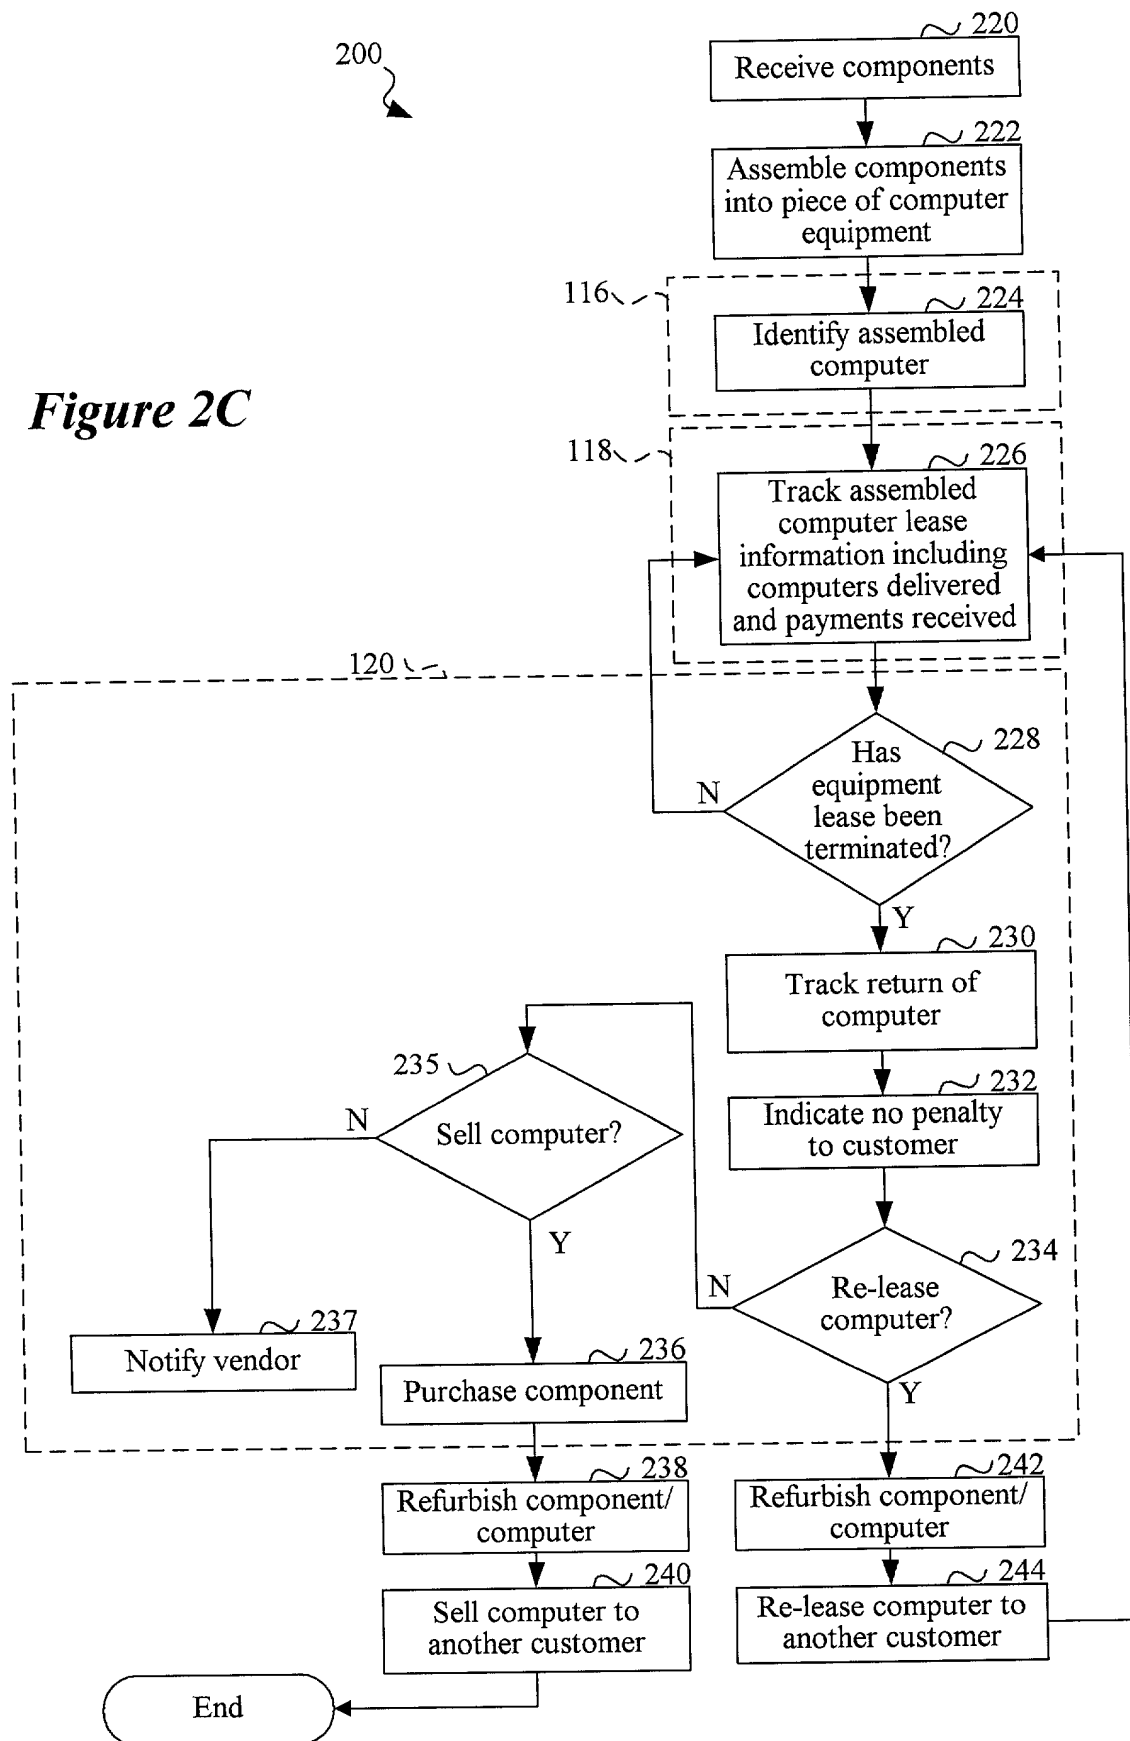 220
200
Receive components
222
Assemble components
into piece of computer
equipment
116
224
Identify assembled
computer
Figure 2C
118
226
Track assembled
computer lease
information including
computers delivered
and payments received
120
228
Has
equipment
lease been
terminated?
N
Y
230
Track return of
computer
235
232
N
Sell computer?
Indicate no penalty
to customer
Y
234
N
Re-lease
computer?
237
Notify vendor
236
Purchase component
Y
238
Refurbish component/
computer
242
Refurbish component/
computer
240
Sell computer to
another customer
244
Re-lease computer to
another customer
End